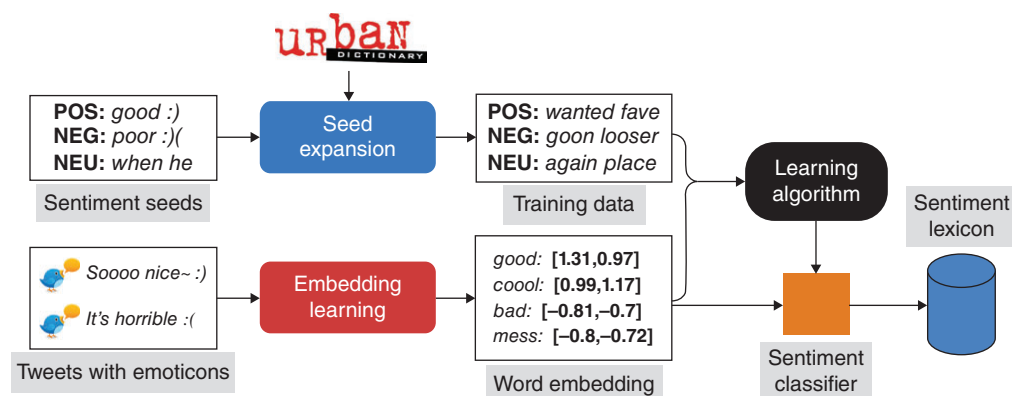 urban
DICTIONARY
POS: good :)
NEG: poor :)(
NEU: when he
Sentiment seeds
Seed
expansion
POS: wanted fave
NEG: goon looser
NEU: again place
Training data
Learning
algorithm
Sentiment
lexicon
Soooo nice~ :)
It's horrible :(
Tweets with emoticons
Embedding
learning
good: [1.31,0.97]
coool: [0.99,1.17]
bad: [–0.81,–0.7]
mess: [–0.8,–0.72]
Word embedding
Sentiment
classifier